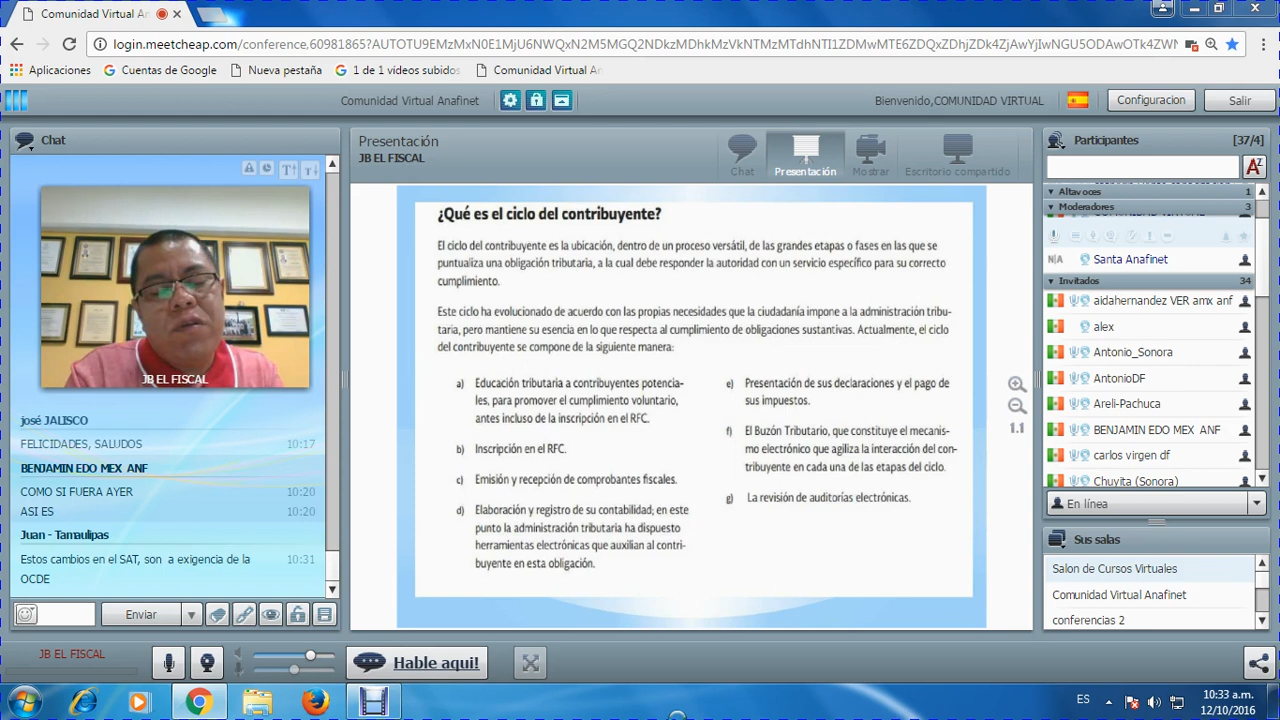 Comunidad Virtual Ana
login.meetcheap.com/conference,60981865?AUTOTU9EMzMxN0E1MjU6NWQxN2M5MGQ2NDkzMDhkMzVkNTMzMTdhNTI1ZDMwMTE6ZDQxZDhjZDk4ZjAwYjIwNGU5ODAwOTk4ZWN
Aplicaciones
Cuentas de Google
Nueva pestaña
1 de 1 vídeos subidos
Comunidad Virtual An
Comunidad Virtual Anafinet
Bienvenido,COMUNIDAD VIRTUAL
Configuracion
Salir
Chat
JB EL FISCAL
josé JALISCO
FELICIDADES, SALUDOS 10:17
BENJAMIN EDO MEX ANF
COMO SI FUERA AYER 10:20
ASI ES 10:20
Juan - Tamaulipas
Estos cambios en el SAT, son a exigencia de la 10:31
OCDE
Enviar
Presentación
JB EL FISCAL
Chat
Presentación
Mostrar
Escritorio compartido
¿Qué es el ciclo del contribuyente?
El ciclo del contribuyente es la ubicación, dentro de un proceso versátil, de las grandes etapas o fases en las que se
puntualiza una obligación tributaria, a la cual debe responder la autoridad con un servicio específico para su correcto
cumplimiento.
Este ciclo ha evolucionado de acuerdo con las propias necesidades que la ciudadanía impone a la administración tribu-
taria, pero mantiene su esencia en lo que respecta al cumplimiento de obligaciones sustantivas. Actualmente, el ciclo
del contribuyente se compone de la siguiente manera:
a) Educación tributaria a contribuyentes potencia-
les, para promover el cumplimiento voluntario,
antes incluso de la inscripción en el RFC.
b) Inscripción en el RFC.
c) Emisión y recepción de comprobantes fiscales.
d) Elaboración y registro de su contabilidad; en este
punto la administración tributaria ha dispuesto
herramientas electrónicas que auxilian al contri-
buyente en esta obligación.
e) Presentación de sus declaraciones y el pago de
sus impuestos.
f) El Buzón Tributario, que constituye el mecanis-
mo electrónico que agiliza la interacción del con-
tribuyente en cada una de las etapas del ciclo.
g) La revisión de auditorías electrónicas.
1.1
Participantes [37/4]
Altavoces 1
Moderadores 3
N/A Santa Anafinet
Invitados 34
aidahernandez VER amx anf
alex
Antonio_Sonora
AntonioDF
Areli-Pachuca
BENJAMIN EDO MEX ANF
carlos virgen df
Chuyita (Sonora)
En línea
Sus salas
Salon de Cursos Virtuales
Comunidad Virtual Anafinet
conferencias 2
JB EL FISCAL
Hable aqui!
ES
10:33 a.m.
12/10/2016